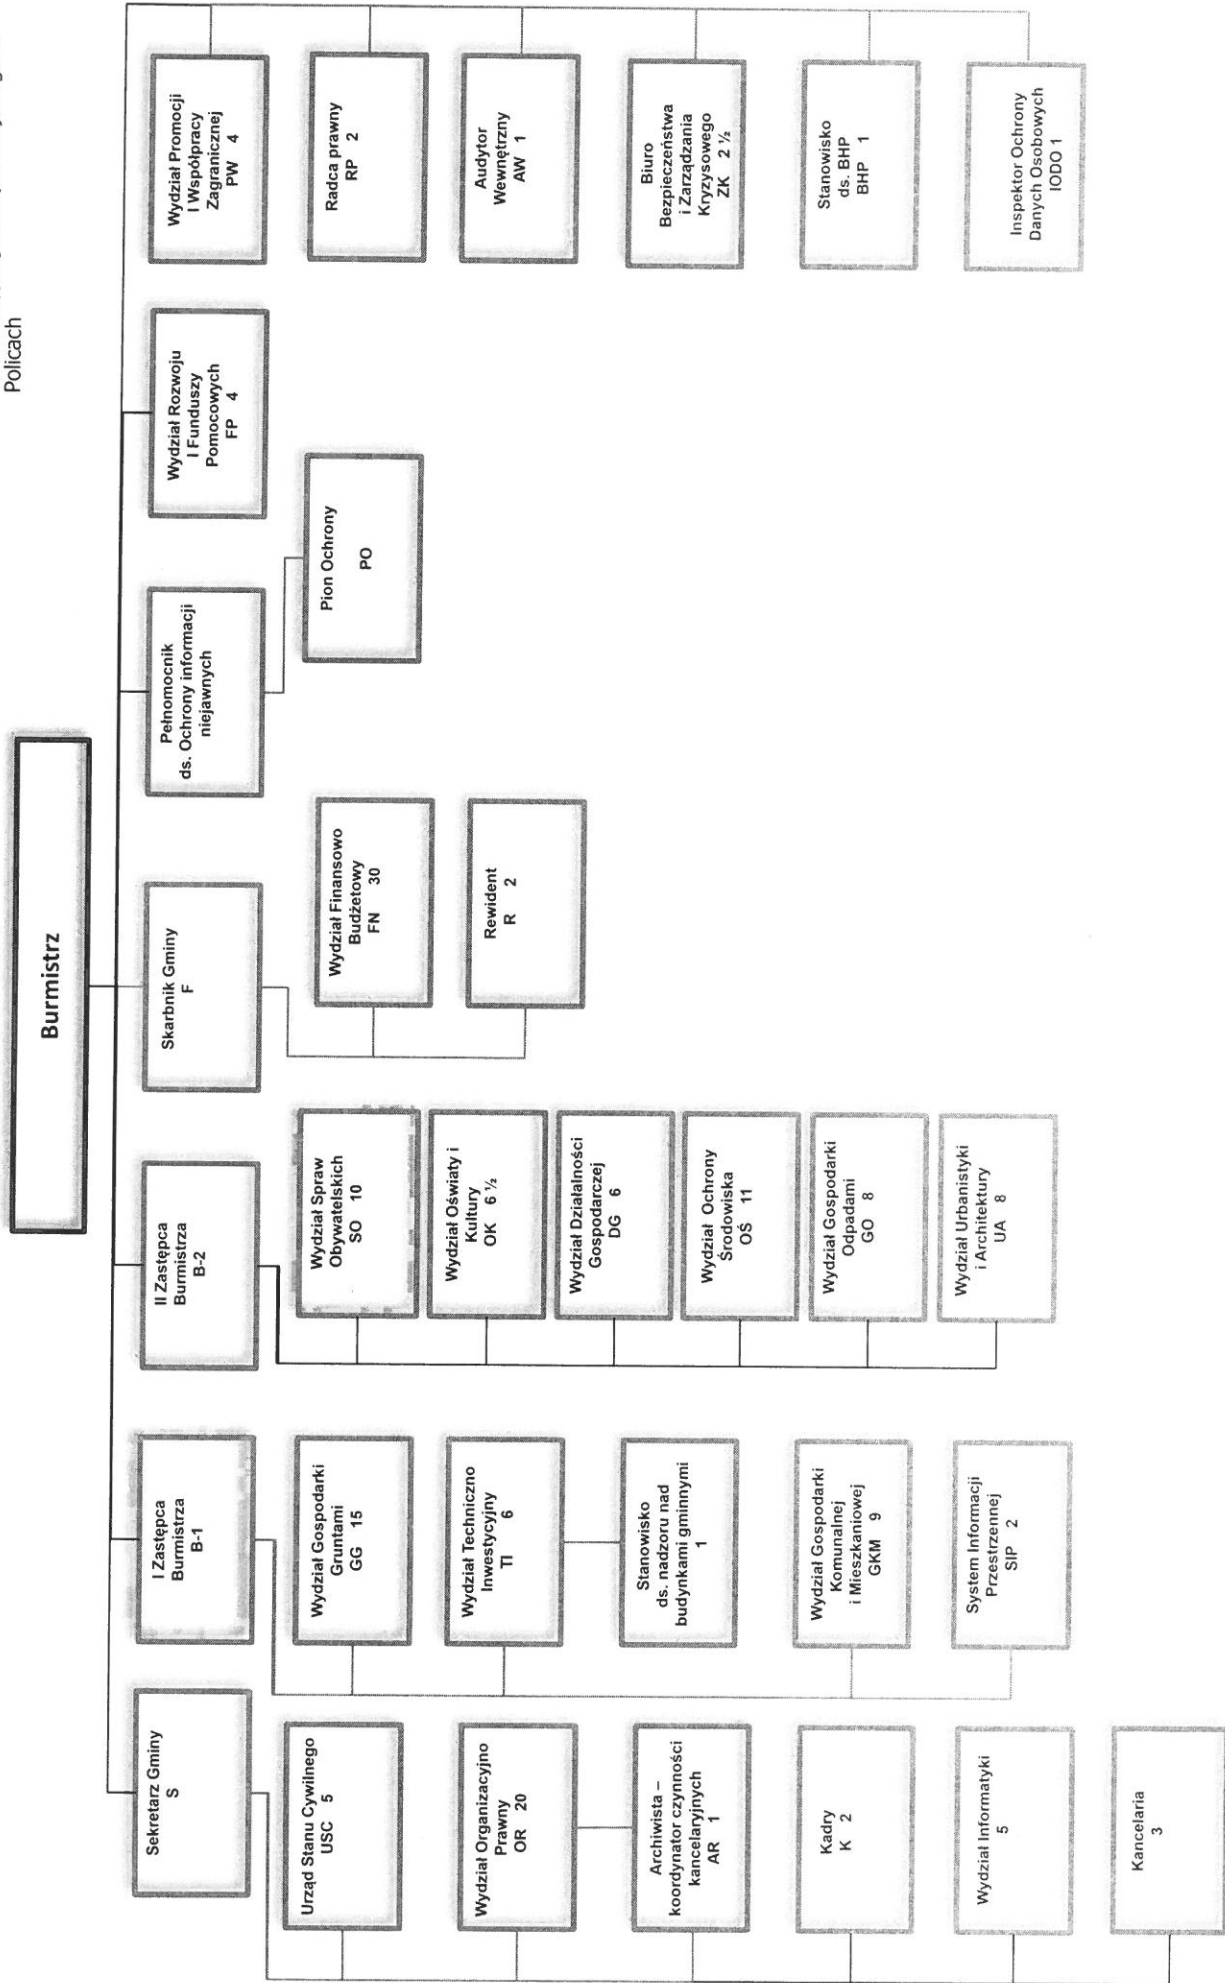 Policach
Burmistrz
Sekretarz Gminy
S
I Zastępca
Burmistrza
B-1
II Zastępca
Burmistrza
B-2
Skarbnik Gminy
F
Pełnomocnik
ds. Ochrony informacji
niejawnych
Wydział Rozwoju
I Funduszy
Pomocowych
FP 4
Wydział Promocji
I Współpracy
Zagranicznej
PW 4
Urząd Stanu Cywilnego
USC 5
Wydział Organizacyjno
Prawny
OR 20
Archiwista –
koordynator czynności
kancelaryjnych
AR 1
Kadry
K 2
Wydział Informatyki
5
Kancelaria
3
Wydział Gospodarki
Gruntami
GG 15
Wydział Techniczno
Inwestycyjny
TI 6
Stanowisko
ds. nadzoru nad
budynkami gminnymi
1
Wydział Gospodarki
Komunalnej
i Mieszkaniowej
GKM 9
System Informacji
Przestrzennej
SIP 2
Wydział Spraw
Obywatelskich
SO 10
Wydział Oświaty i
Kultury
OK 6 ½
Wydział Działalności
Gospodarczej
DG 6
Wydział Ochrony
Środowiska
OŚ 11
Wydział Gospodarki
Odpadami
GO 8
Wydział Urbanistyki
i Architektury
UA 8
Wydział Finansowo
Budżetowy
FN 30
Rewident
R 2
Pion Ochrony
PO
Radca prawny
RP 2
Audytor
Wewnętrzny
AW 1
Biuro
Bezpieczeństwa
i Zarządzania
Kryzysowego
ZK 2 ½
Stanowisko
ds. BHP
BHP 1
Inspektor Ochrony
Danych Osobowych
IODO 1